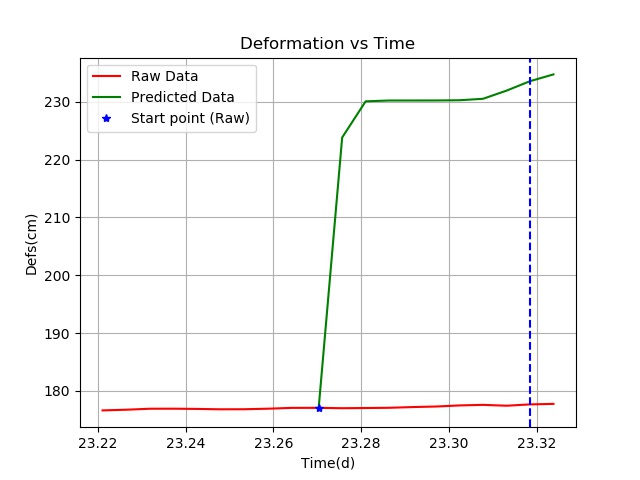 Deformation vs Time
Raw Data
Predicted Data
Start point (Raw)
Defs(cm)
230
220
210
200
190
180
23.22 23.24 23.26 23.28 23.30 23.32
Time(d)